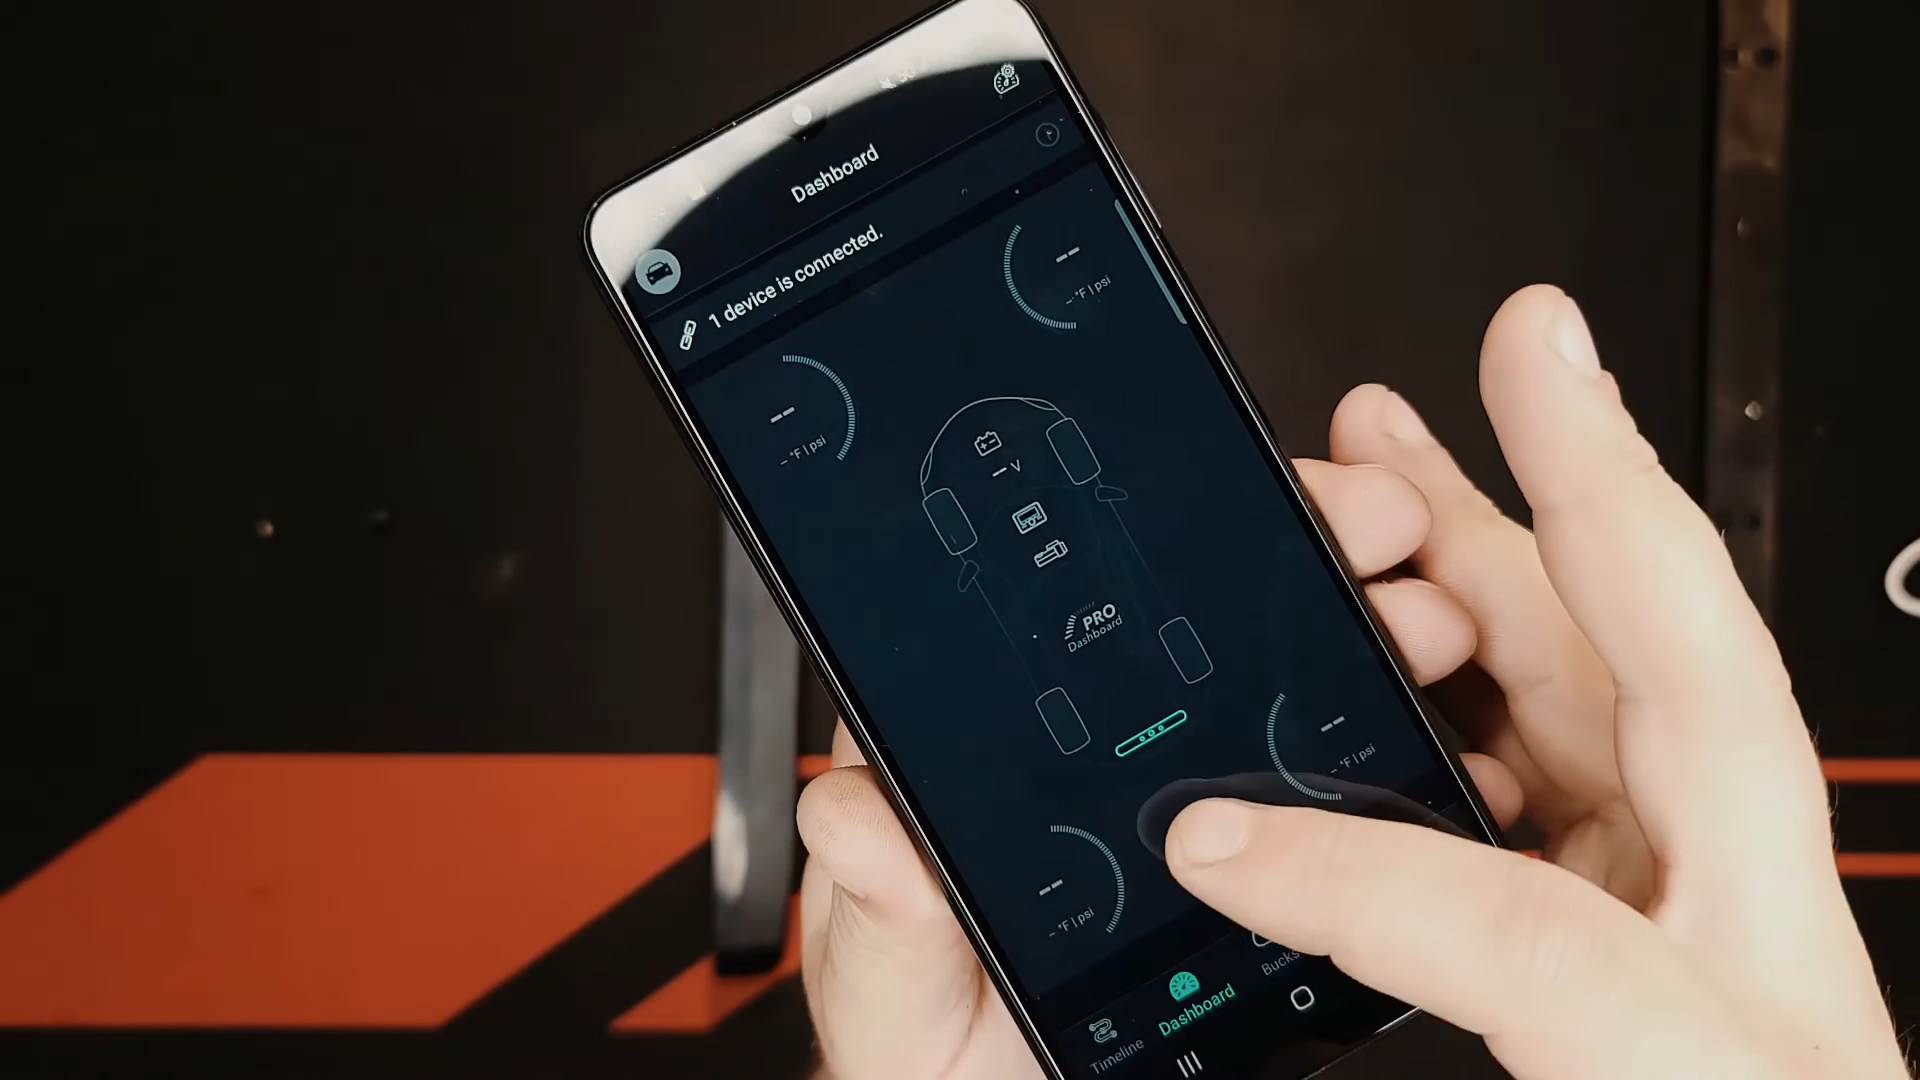 Dashboard
1 device is connected.
-- 
– °F | psi
--
– °F | psi
– V
PRO
Dashboard
--
– °F | psi
--
– °F | psi
Timeline
Dashboard
Bucks